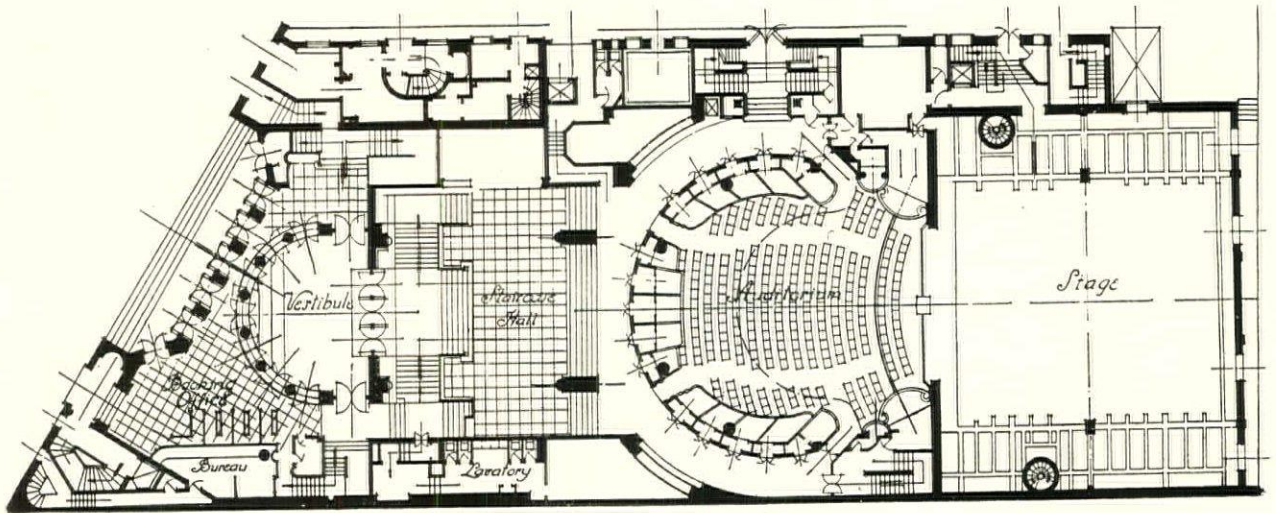 Vestibule
Staircase
Hall
Auditorium
Stage
Booking
Office
Bureau
Lavatory